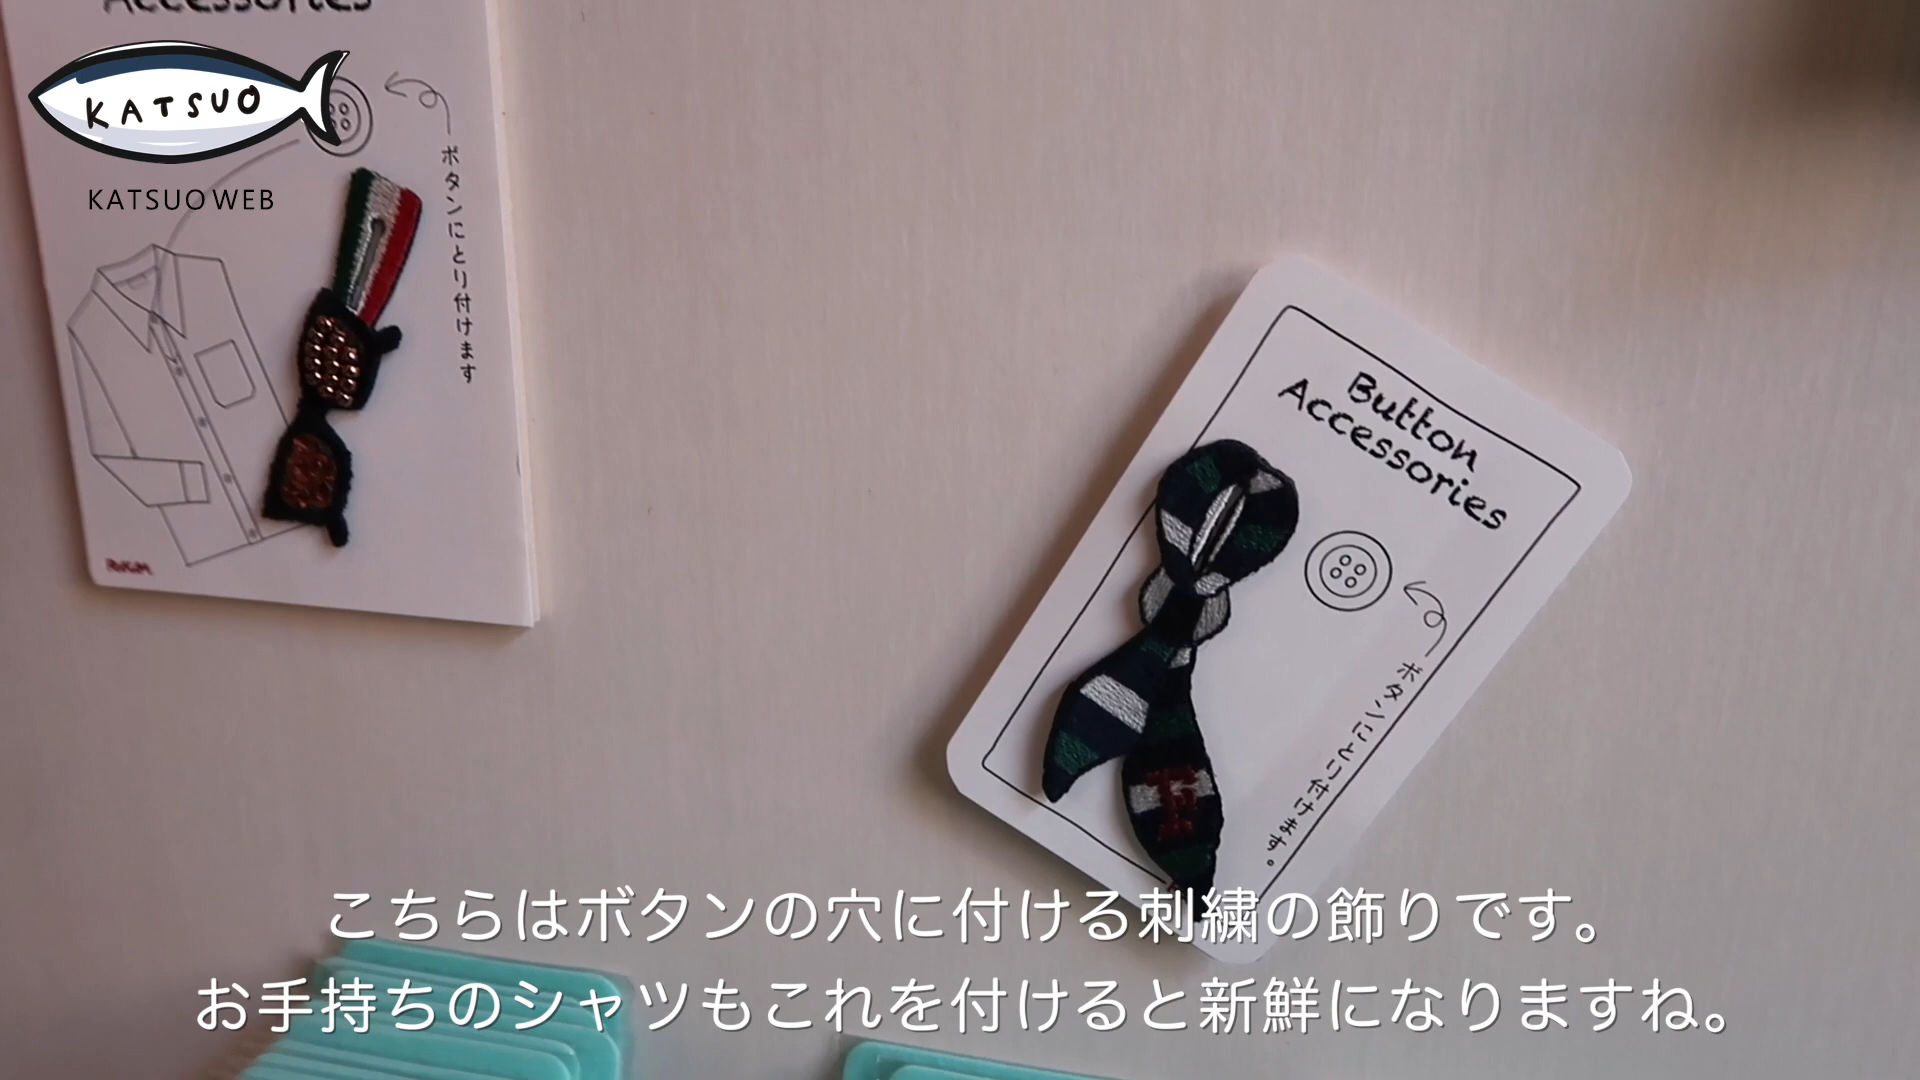 Accessories
KATSUO
KATSUO WEB
ボタンにとり付けます
Button
Accessories
ボタンにとり付けます。
こちらはボタンの穴に付ける刺繍の飾りです。
お手持ちのシャツもこれを付けると新鮮になりますね。